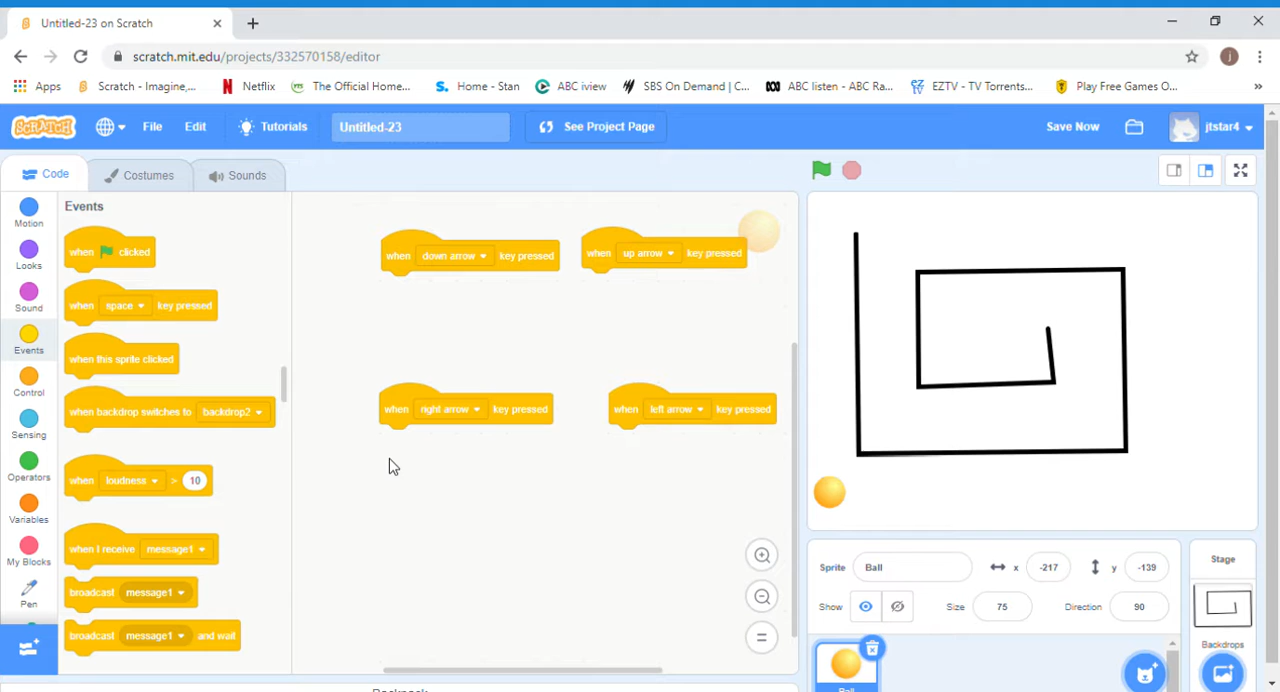 Untitled-23 on Scratch
scratch.mit.edu/projects/332570158/editor
j
Apps Scratch - Imagine,... Netflix The Official Home... Home - Stan ABC iview SBS On Demand | C... ABC listen - ABC Ra... EZTV - TV Torrents... Play Free Games O... »
SCRATCH File Edit Tutorials Untitled-23 See Project Page Save Now jtstar4
Code Costumes Sounds
Motion
Looks
Sound
Events
Control
Sensing
Operators
Variables
My Blocks
Pen
Events
when clicked
when space key pressed
when this sprite clicked
when backdrop switches to backdrop2
when loudness > 10
when I receive message1
broadcast message1
broadcast message1 and wait
when down arrow key pressed
when up arrow key pressed
when right arrow key pressed
when left arrow key pressed
Sprite Ball x -217 y -139
Show Size 75 Direction 90
Stage
Backdrops